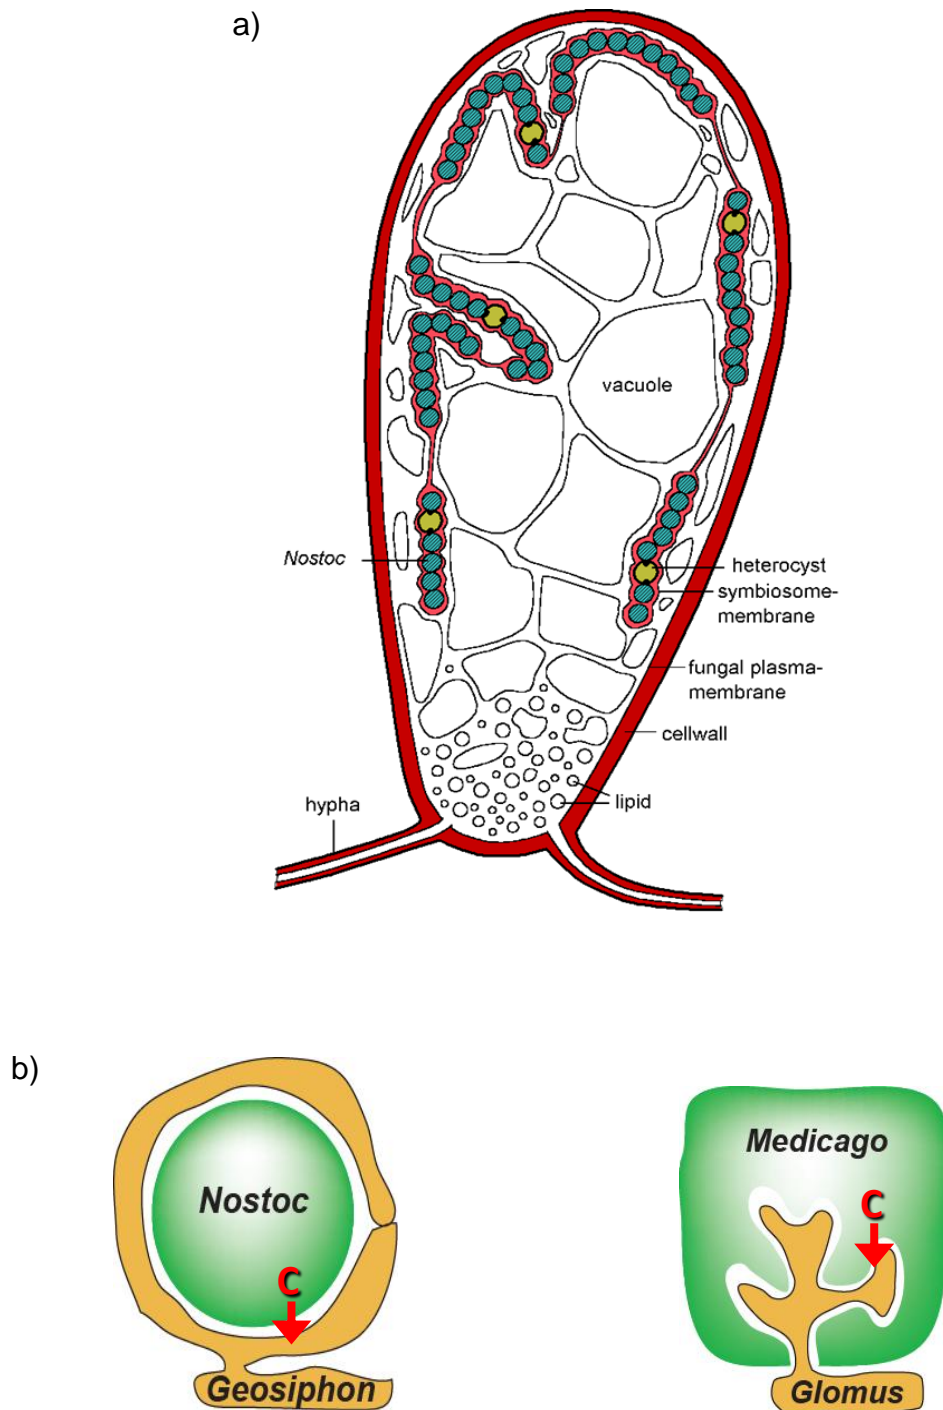 a)
vacuole
Nostoc
heterocyst
symbiosome-
membrane
fungal plasma-
membrane
cellwall
lipid
hypha
b)
Nostoc
C
Geosiphon
Medicago
C
Glomus